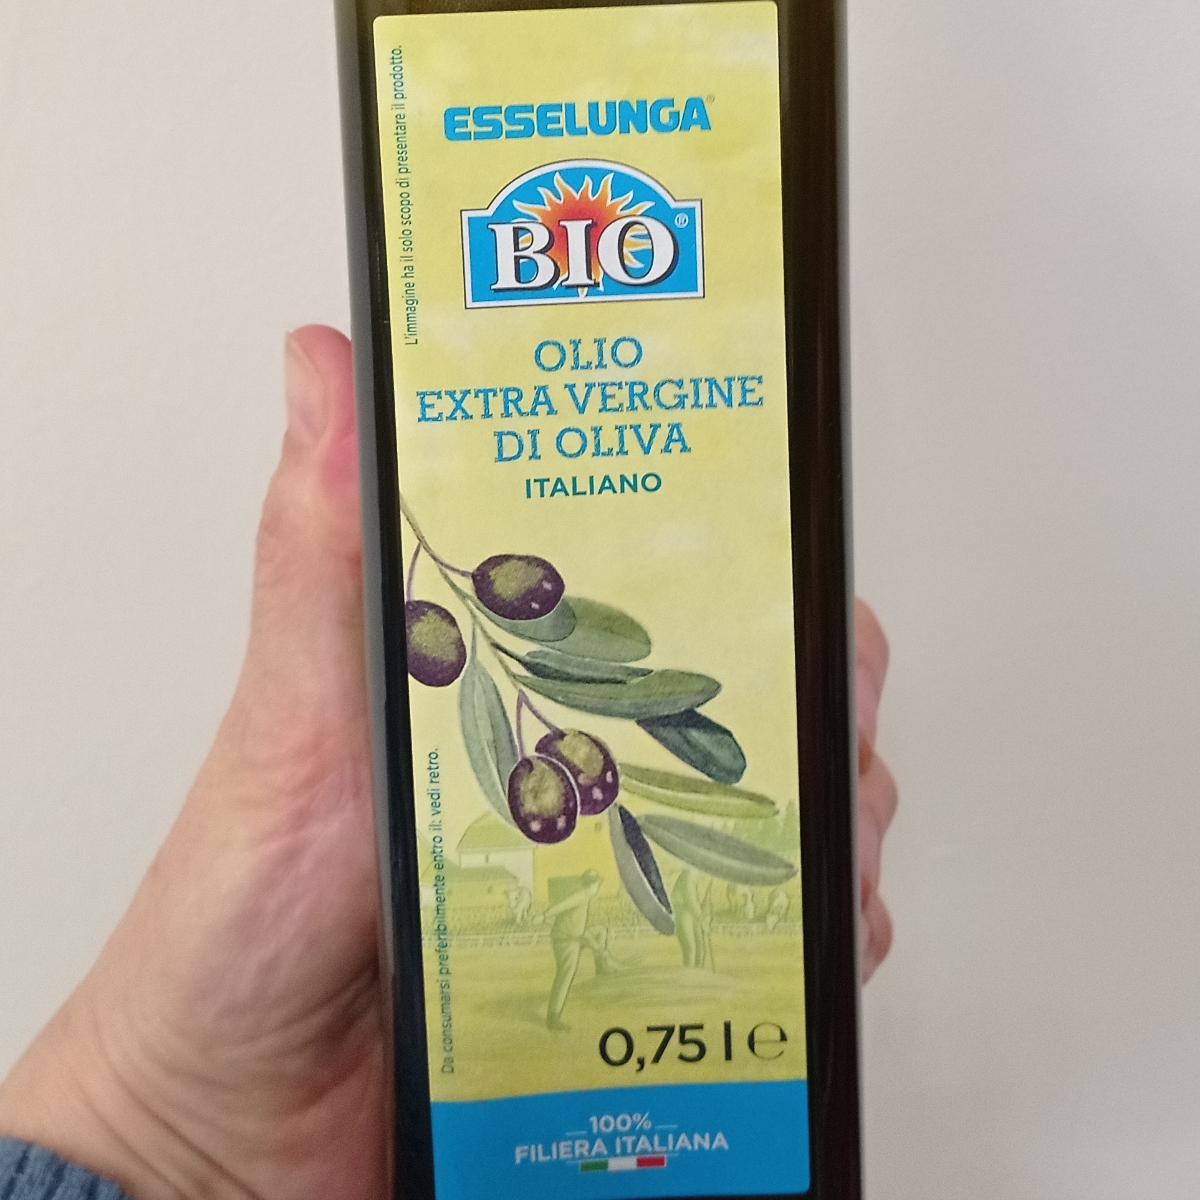 L'immagine ha il solo scopo di presentare il prodotto.
ESSELUNGA®
BIO®
OLIO
EXTRA VERGINE
DI OLIVA
ITALIANO
Da consumarsi preferibilmente entro il: vedi retro.
0,75 l ℮
100%
FILIERA ITALIANA